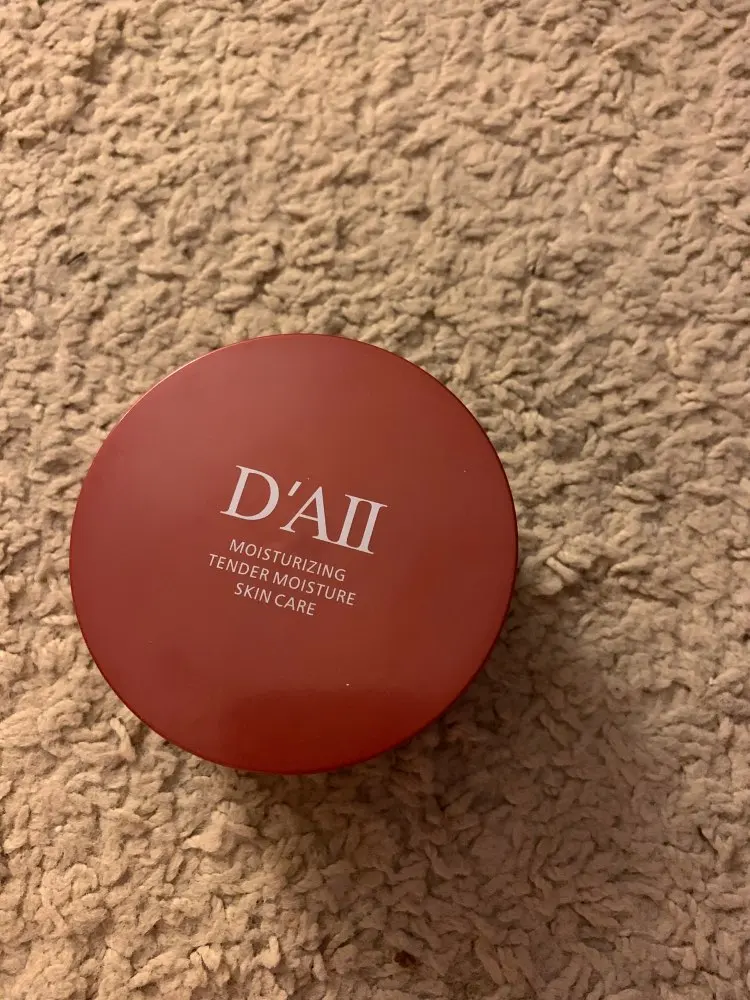 D'AII
MOISTURIZING
TENDER MOISTURE
SKIN CARE